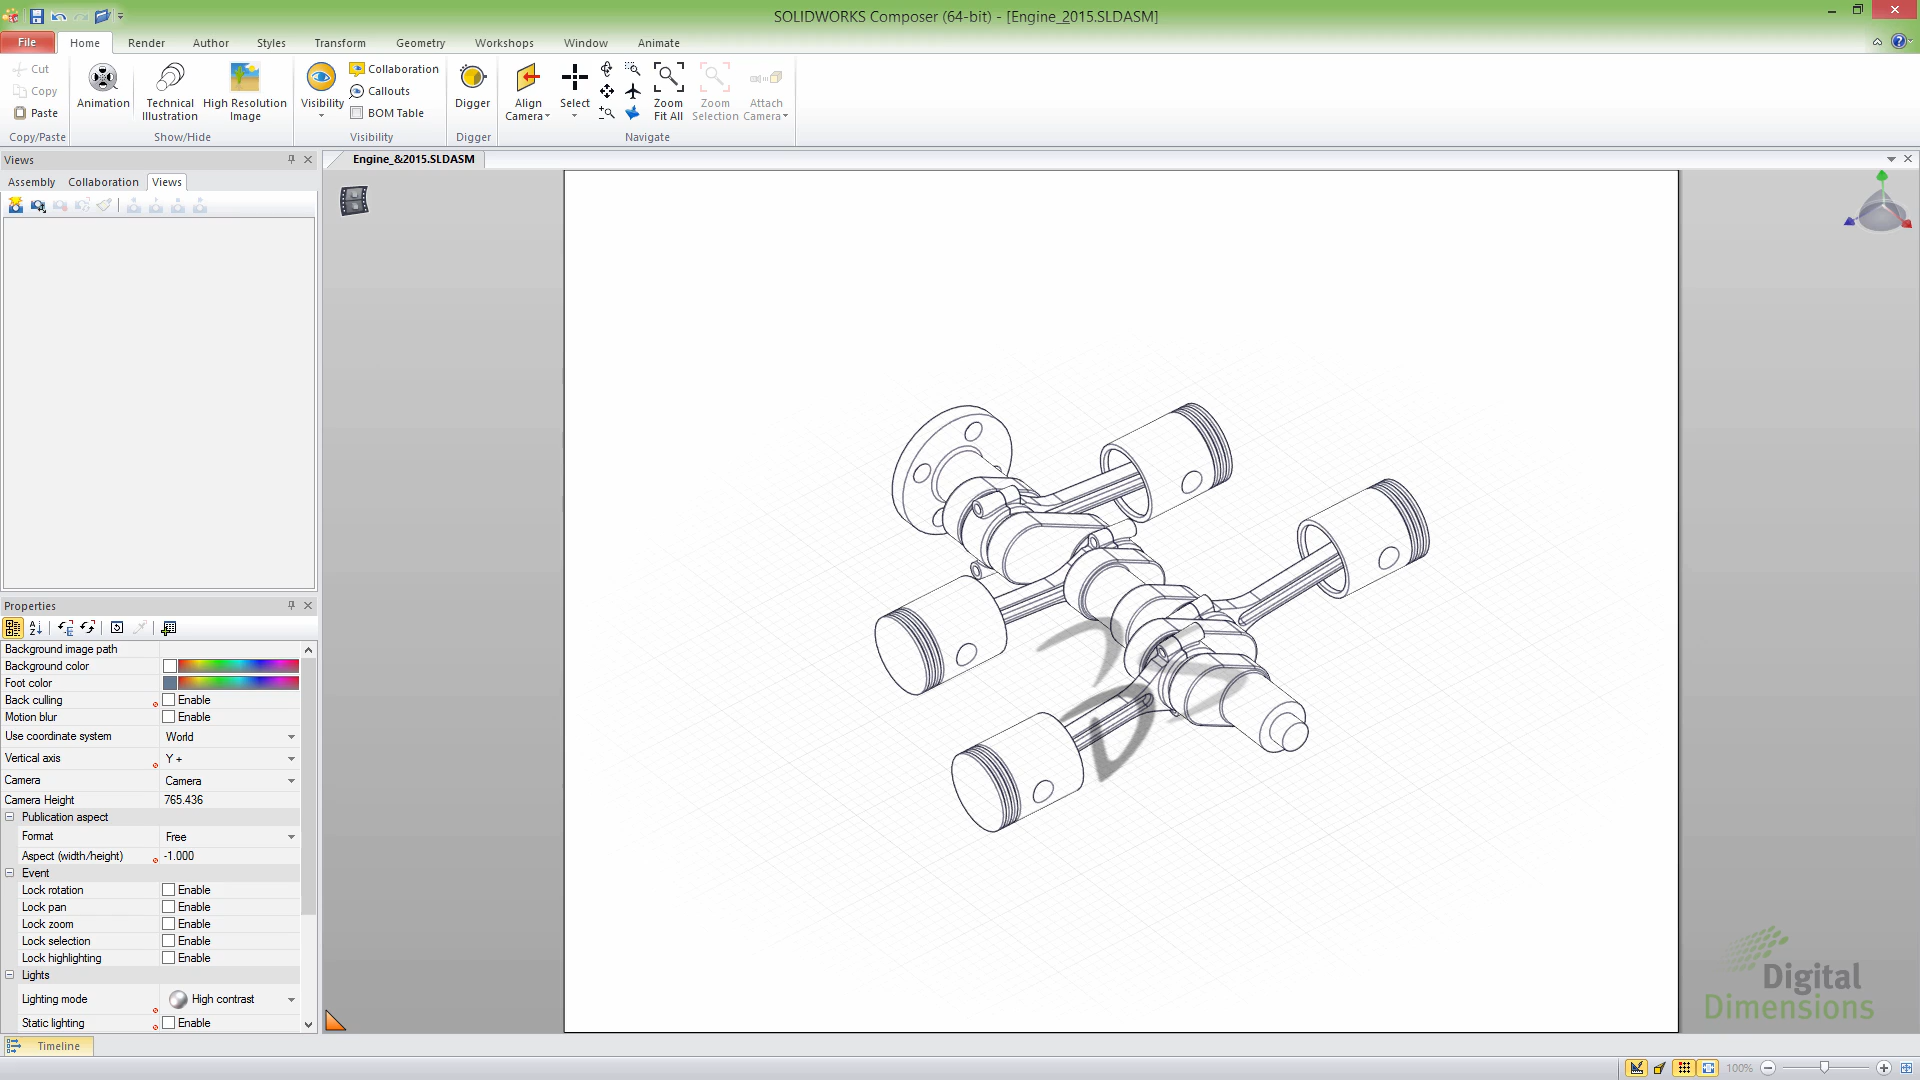 SOLIDWORKS Composer (64-bit) - [Engine_2015.SLDASM]
File Home Render Author Styles Transform Geometry Workshops Window Animate
Cut
Copy
Paste
Copy/Paste
Animation
Technical Illustration
High Resolution Image
Show/Hide
Visibility
Collaboration
Callouts
BOM Table
Visibility
Digger
Digger
Align Camera
Select
Zoom Fit All
Zoom Selection
Attach Camera
Navigate
Views
Assembly Collaboration Views
Engine_&2015.SLDASM
Properties
Background image path
Background color
Foot color
Back culling Enable
Motion blur Enable
Use coordinate system World
Vertical axis Y +
Camera Camera
Camera Height 765.436
Publication aspect
Format Free
Aspect (width/height) -1.000
Event
Lock rotation Enable
Lock pan Enable
Lock zoom Enable
Lock selection Enable
Lock highlighting Enable
Lights
Lighting mode High contrast
Static lighting Enable
Timeline
Digital
Dimensions
100%